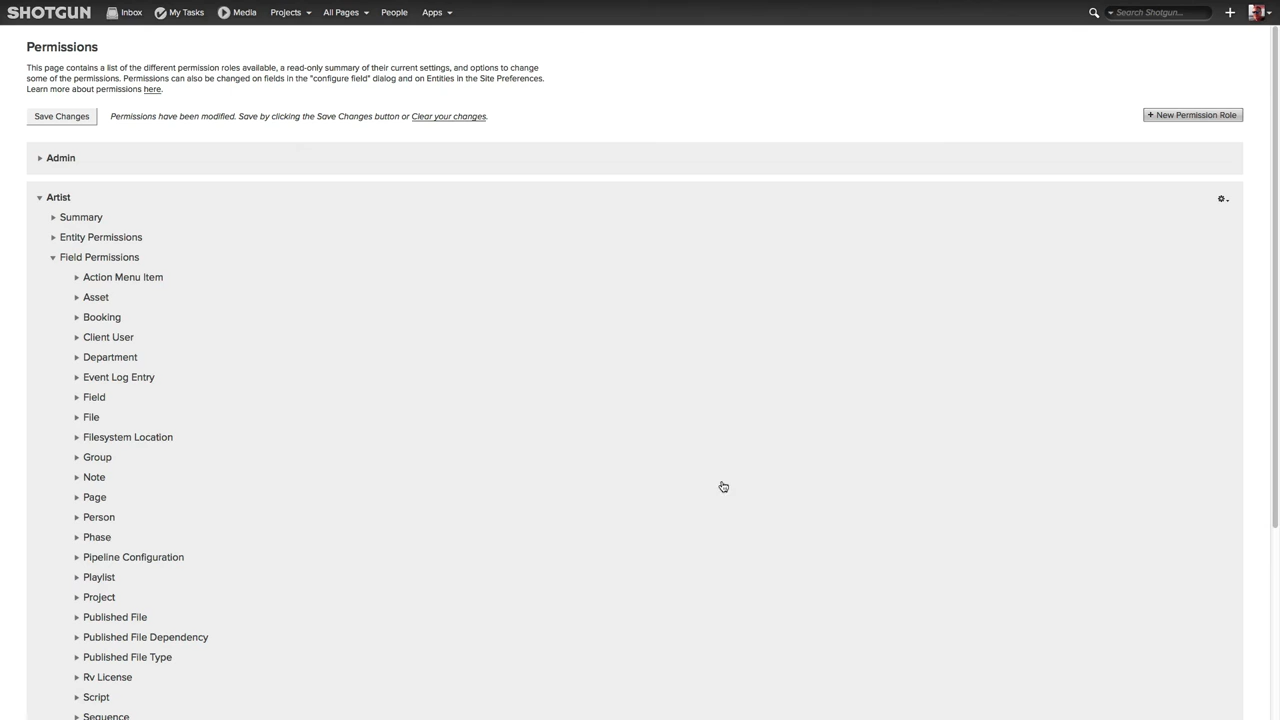 SHOTGUN Inbox My Tasks Media Projects All Pages People Apps Search Shotgun...
Permissions
This page contains a list of the different permission roles available, a read-only summary of their current settings, and options to change
some of the permissions. Permissions can also be changed on fields in the "configure field" dialog and on Entities in the Site Preferences.
Learn more about permissions here.
Save Changes Permissions have been modified. Save by clicking the Save Changes button or Clear your changes. + New Permission Role
Admin
Artist
Summary
Entity Permissions
Field Permissions
Action Menu Item
Asset
Booking
Client User
Department
Event Log Entry
Field
File
Filesystem Location
Group
Note
Page
Person
Phase
Pipeline Configuration
Playlist
Project
Published File
Published File Dependency
Published File Type
Rv License
Script
Sequence